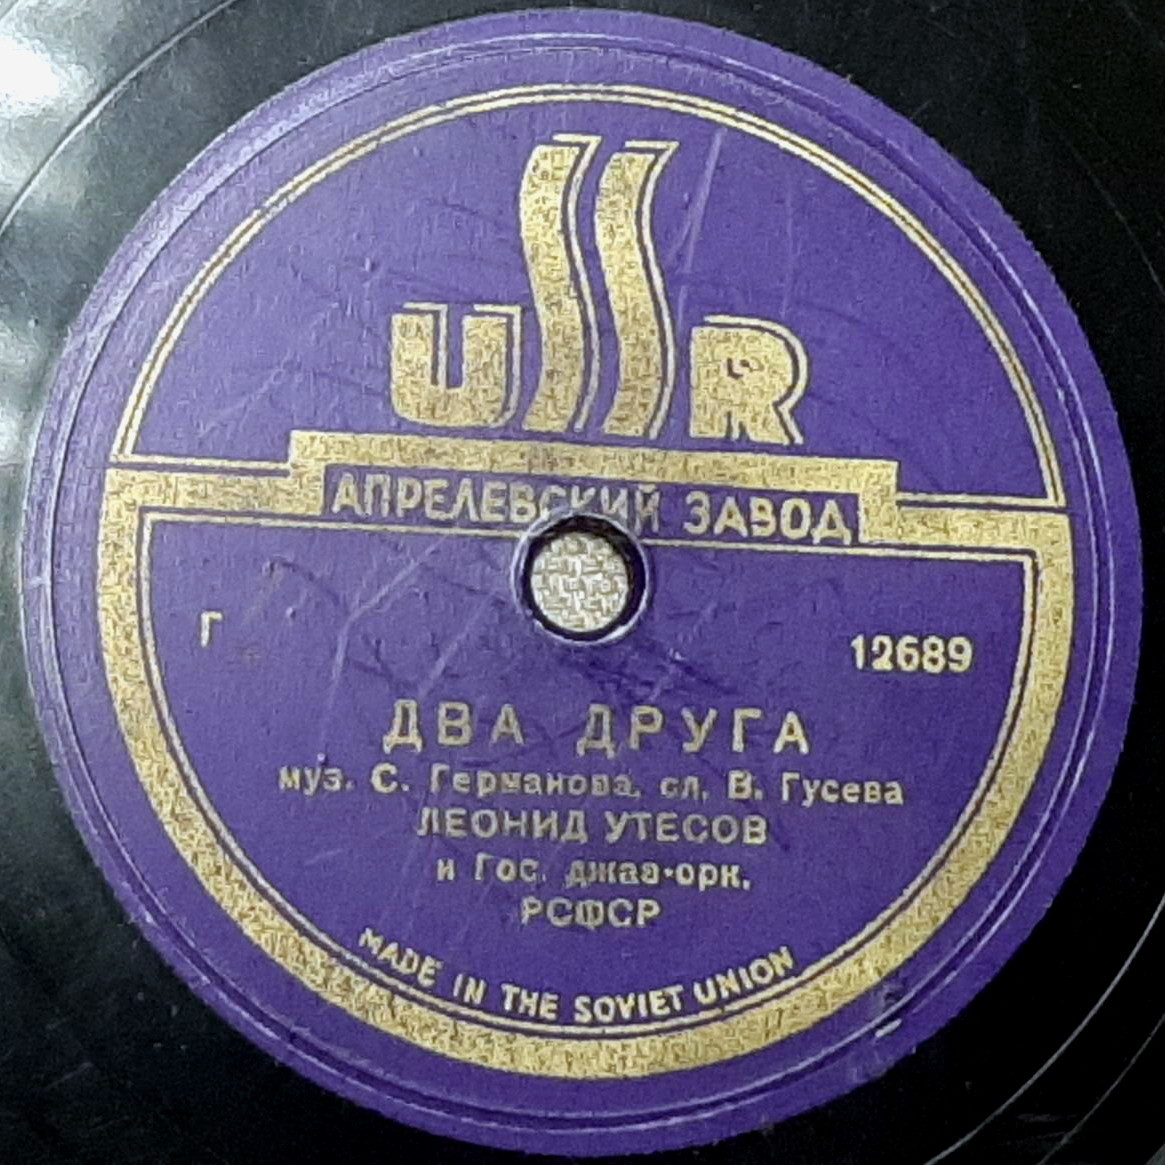 USSR
АПРЕЛЕВСКИЙ ЗАВОД
Г 12689
ДВА ДРУГА
муз. С. Германова, сл. В. Гусева
ЛЕОНИД УТЕСОВ
и Гос. джаз-орк.
РСФСР
MADE IN THE SOVIET UNION